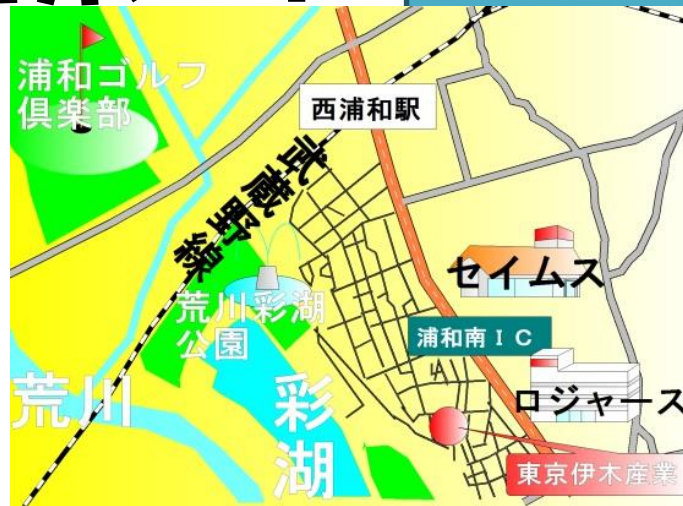 浦和ゴルフ
倶楽部
西浦和駅
武蔵野線
セイムス
荒川彩湖
公園
浦和南IC
荒川
彩湖
ロジャース
東京伊木産業